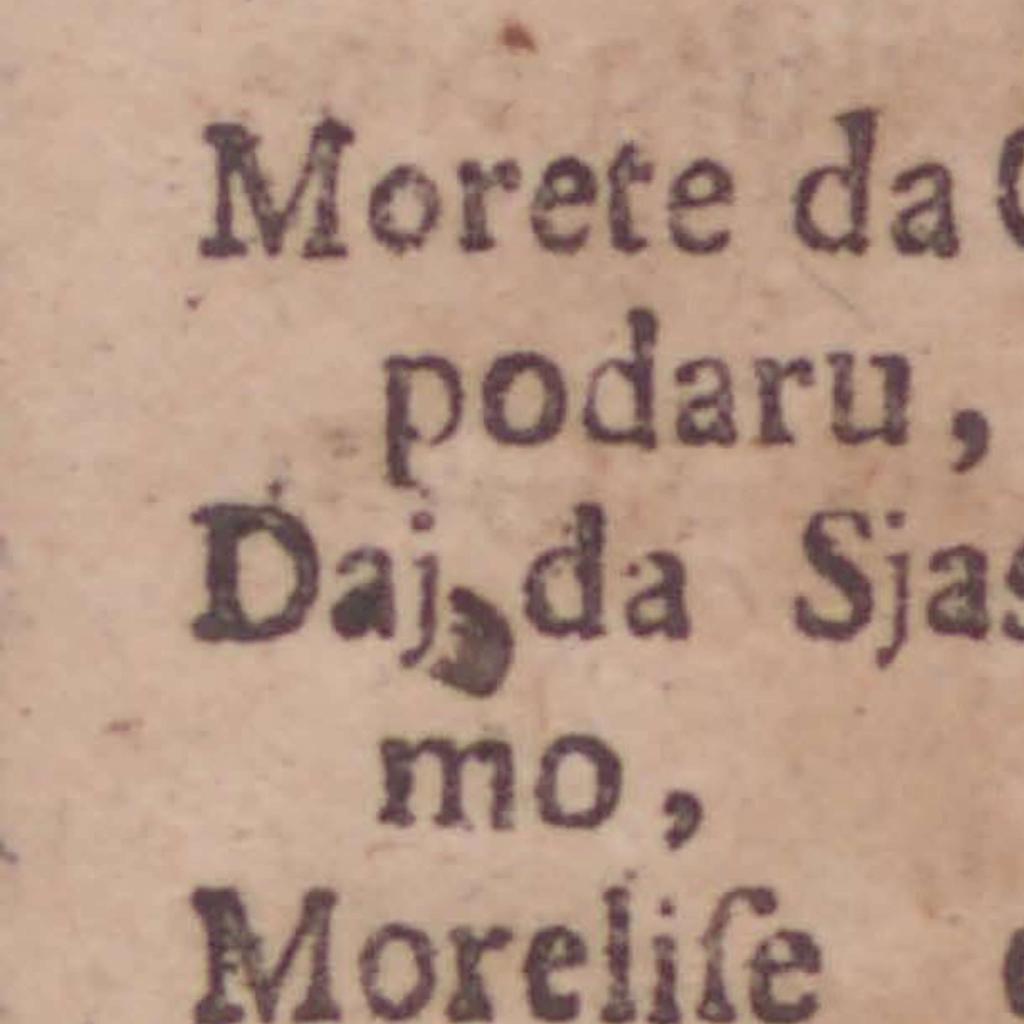 Morete da
podaru,
Daj da Sjas
mo,
Moreliſe